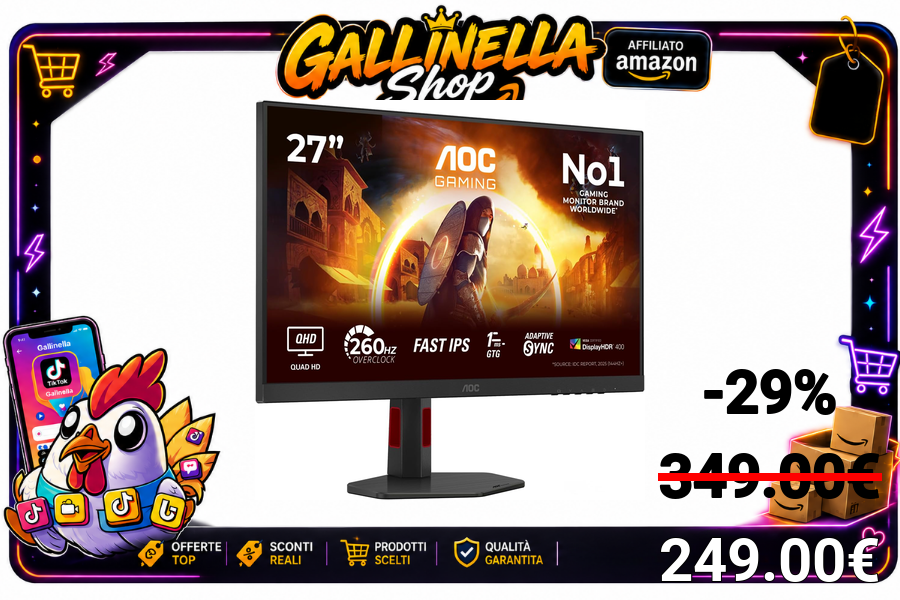 GALLINELLA
Shop
AFFILIATO
amazon
27”
AOC
GAMING
No1
GAMING
MONITOR BRAND
WORLDWIDE*
QHD
QUAD HD
260HZ
OVERCLOCK
FAST IPS
1ms
GTG
ADAPTIVE
SYNC
DisplayHDR 400
AOC
Gallinella
TikTok
Gallinella
-29%
349.00€
249.00€
OFFERTE
TOP
SCONTI
REALI
PRODOTTI
SCELTI
QUALITÀ
GARANTITA